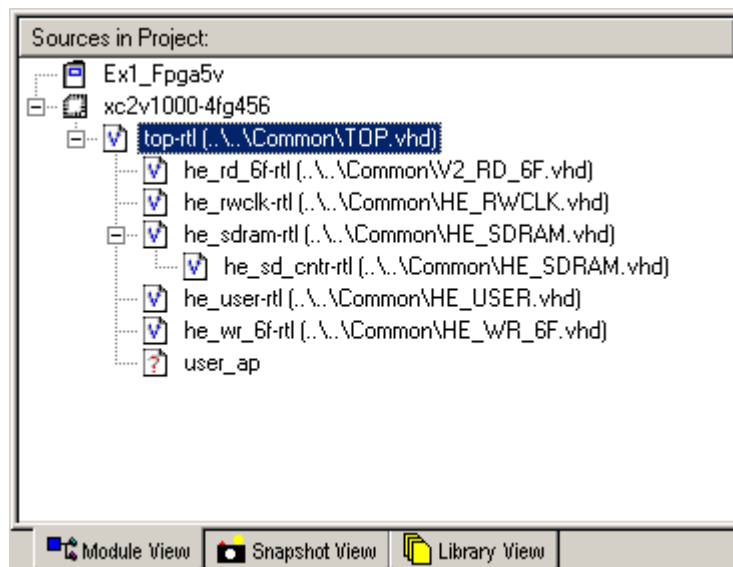 Sources in Project:
Ex1_Fpga5v
xc2v1000-4fg456
top-rtl (..\..\Common\TOP.vhd)
he_rd_6f-rtl (..\..\Common\V2_RD_6F.vhd)
he_rwclk-rtl (..\..\Common\HE_RWCLK.vhd)
he_sdram-rtl (..\..\Common\HE_SDRAM.vhd)
he_sd_cntr-rtl (..\..\Common\HE_SDRAM.vhd)
he_user-rtl (..\..\Common\HE_USER.vhd)
he_wr_6f-rtl (..\..\Common\HE_WR_6F.vhd)
user_ap
Module View Snapshot View Library View